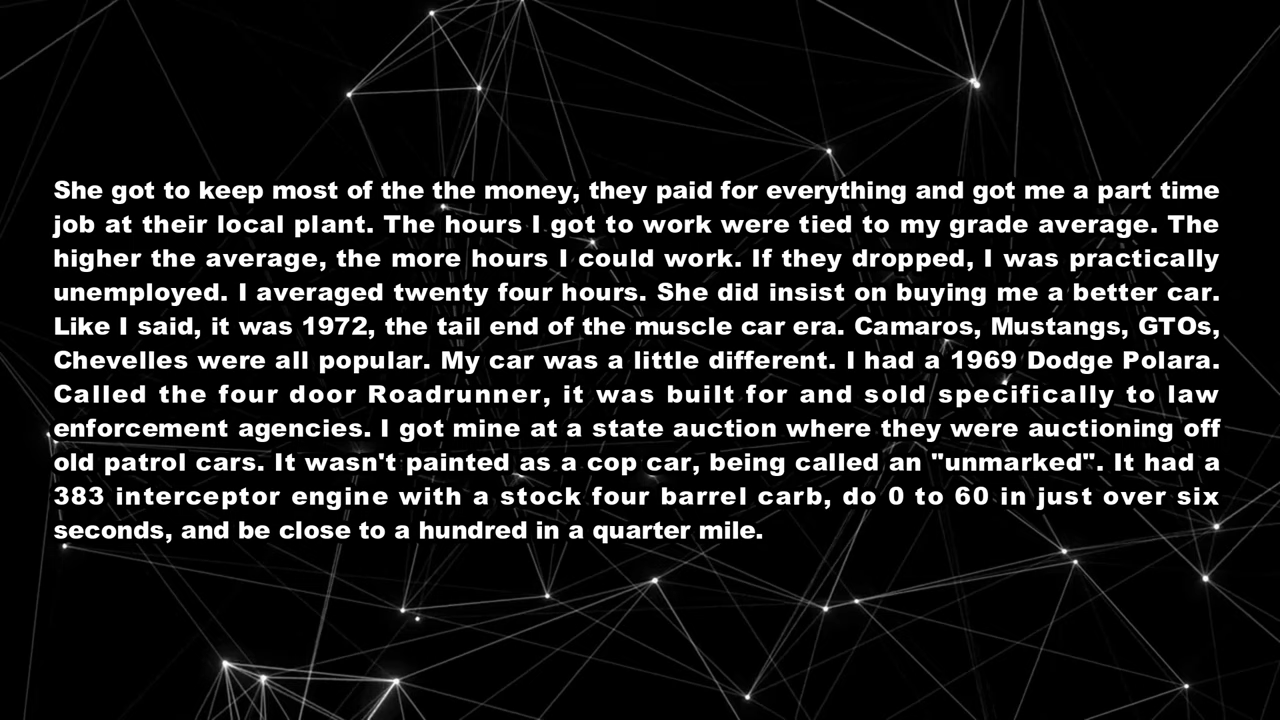 She got to keep most of the the money, they paid for everything and got me a part time
job at their local plant. The hours I got to work were tied to my grade average. The
higher the average, the more hours I could work. If they dropped, I was practically
unemployed. I averaged twenty four hours. She did insist on buying me a better car.
Like I said, it was 1972, the tail end of the muscle car era. Camaros, Mustangs, GTOs,
Chevelles were all popular. My car was a little different. I had a 1969 Dodge Polara.
Called the four door Roadrunner, it was built for and sold specifically to law
enforcement agencies. I got mine at a state auction where they were auctioning off
old patrol cars. It wasn't painted as a cop car, being called an "unmarked". It had a
383 interceptor engine with a stock four barrel carb, do 0 to 60 in just over six
seconds, and be close to a hundred in a quarter mile.